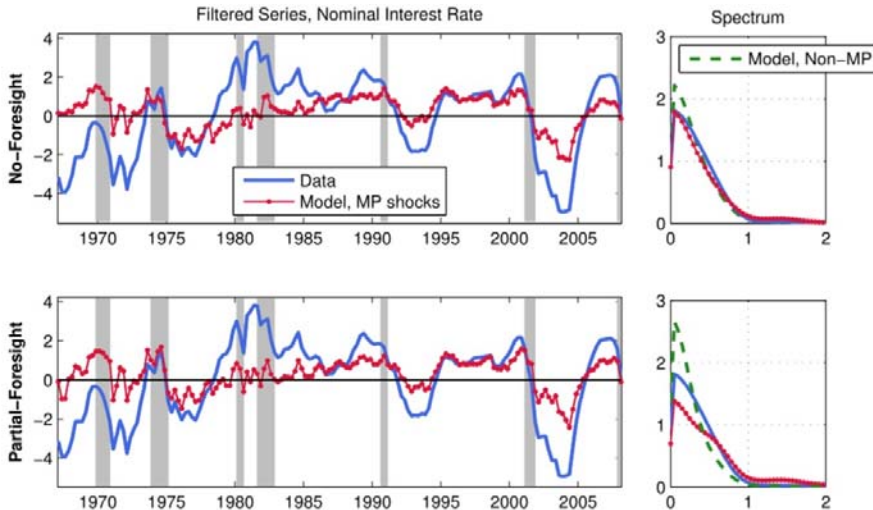 Filtered Series, Nominal Interest Rate
Spectrum
No-Foresight
4
2
0
-2
-4
Data
Model, MP shocks
1970 1975 1980 1985 1990 1995 2000 2005
3
2
1
0
Model, Non-MP
0 1 2
Partial-Foresight
4
2
0
-2
-4
1970 1975 1980 1985 1990 1995 2000 2005
3
2
1
0
0 1 2